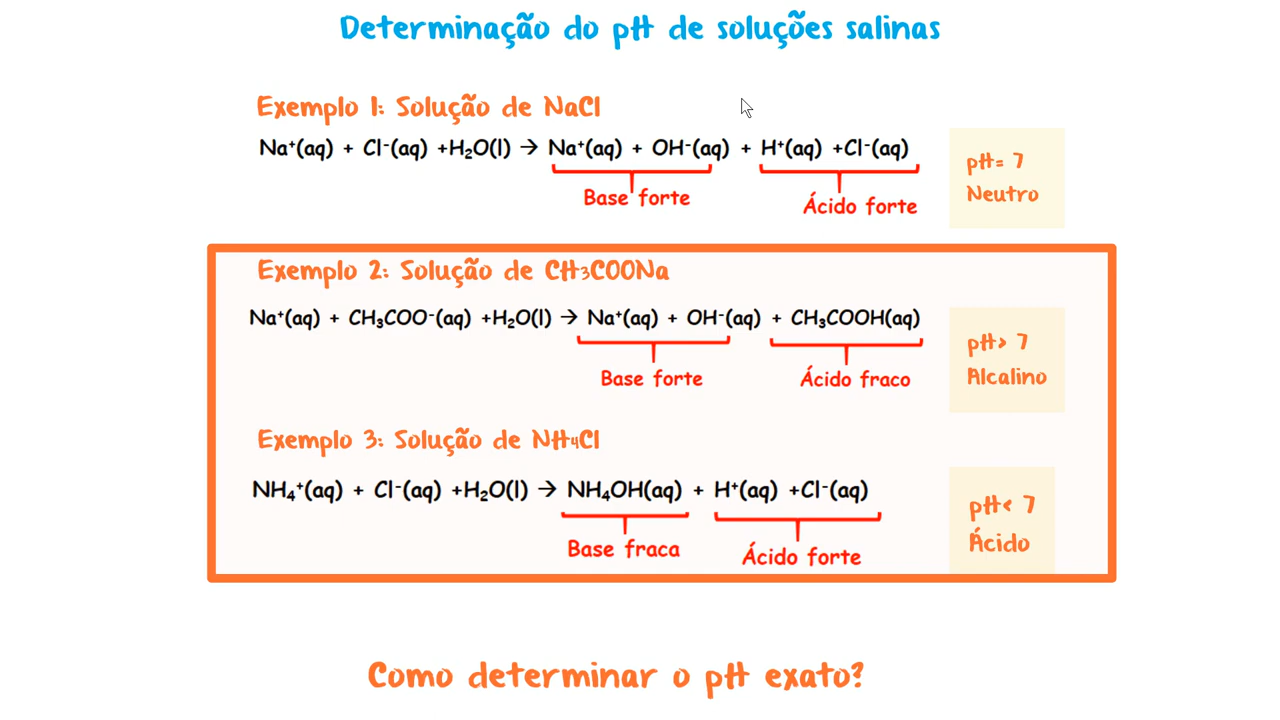 Determinação do pH de soluções salinas
Exemplo 1: Solução de NaCl
Na⁺(aq) + Cl⁻(aq) +H₂O(l) → Na⁺(aq) + OH⁻(aq) + H⁺(aq) +Cl⁻(aq)
Base forte
Ácido forte
pH= 7
Neutro
Exemplo 2: Solução de CH₃COONa
Na⁺(aq) + CH₃COO⁻(aq) +H₂O(l) → Na⁺(aq) + OH⁻(aq) + CH₃COOH(aq)
Base forte
Ácido fraco
pH> 7
Alcalino
Exemplo 3: Solução de NH₄Cl
NH₄⁺(aq) + Cl⁻(aq) +H₂O(l) → NH₄OH(aq) + H⁺(aq) +Cl⁻(aq)
Base fraca
Ácido forte
pH< 7
Ácido
Como determinar o pH exato?